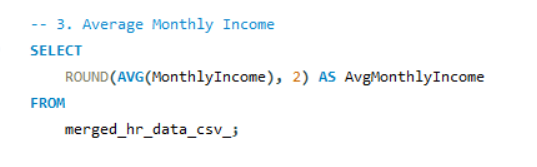 -- 3. Average Monthly Income
SELECT
    ROUND(AVG(MonthlyIncome), 2) AS AvgMonthlyIncome
FROM
    merged_hr_data_csv_;